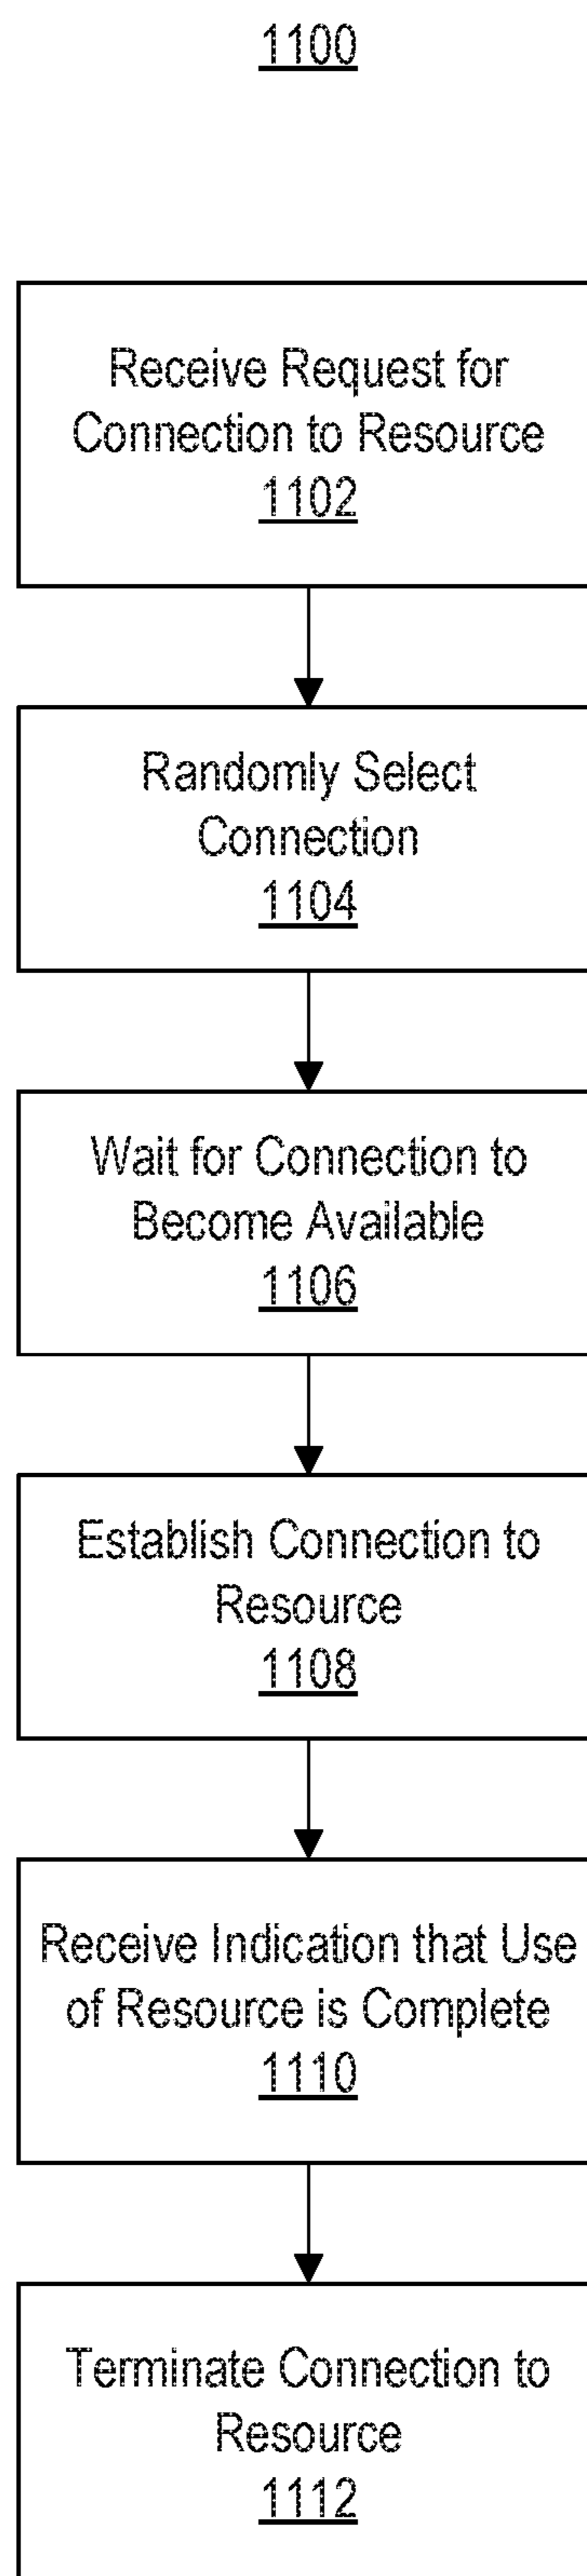 1100
Receive Request for
Connection to Resource
1102
Randomly Select
Connection
1104
Wait for Connection to
Become Available
1106
Establish Connection to
Resource
1108
Receive Indication that Use
of Resource is Complete
1110
Terminate Connection to
Resource
1112